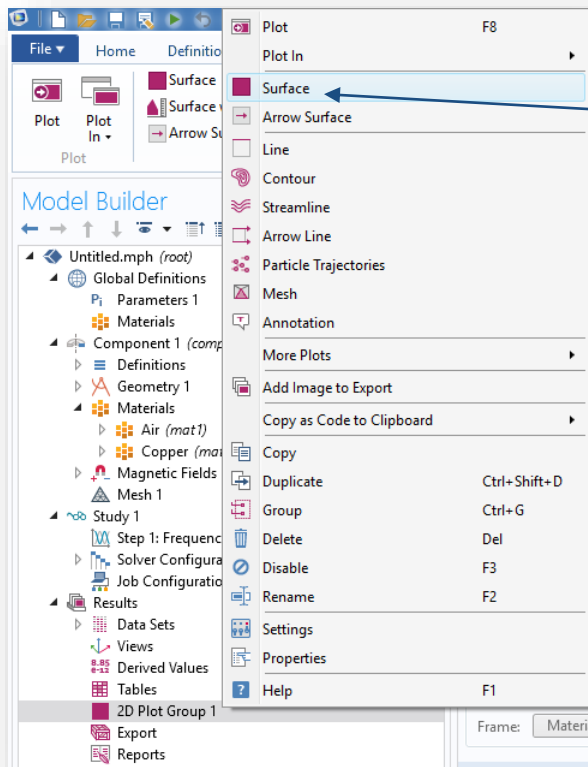 File
Home
Definitio
Plot
Plot
In
Plot
Surface
Surface
Arrow Su
Model Builder
Untitled.mph (root)
Global Definitions
Pi Parameters 1
Materials
Component 1 (comp
Definitions
Geometry 1
Materials
Air (mat1)
Copper (mat
Magnetic Fields
Mesh 1
Study 1
Step 1: Frequenc
Solver Configura
Job Configuratio
Results
Data Sets
Views
8.85
e-12
Derived Values
Tables
2D Plot Group 1
Export
Reports
Plot F8
Plot In
Surface
Arrow Surface
Line
Contour
Streamline
Arrow Line
Particle Trajectories
Mesh
Annotation
More Plots
Add Image to Export
Copy as Code to Clipboard
Copy
Duplicate Ctrl+Shift+D
Group Ctrl+G
Delete Del
Disable F3
Rename F2
Settings
Properties
Help F1
Frame: Materi